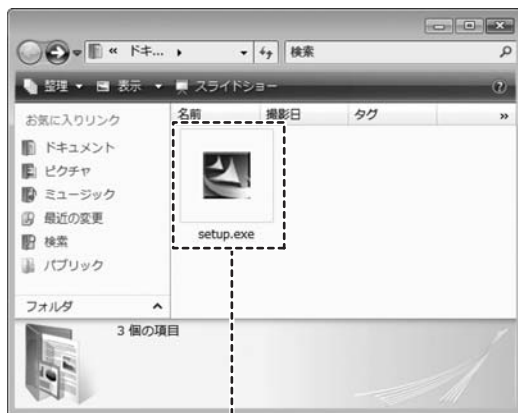 « ドキ...
検索
整理
表示
スライドショー
お気に入りリンク
名前
撮影日
タグ
»
ドキュメント
ピクチャ
ミュージック
最近の変更
検索
パブリック
setup.exe
フォルダ
3 個の項目